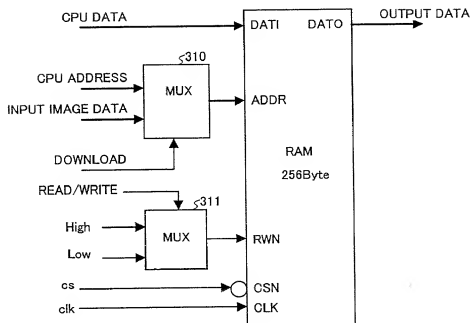 CPU DATA
DATI
DATO
OUTPUT DATA
310
CPU ADDRESS
MUX
INPUT IMAGE DATA
ADDR
DOWNLOAD
RAM
256Byte
READ/WRITE
311
High
MUX
Low
RWN
cs
CSN
clk
CLK